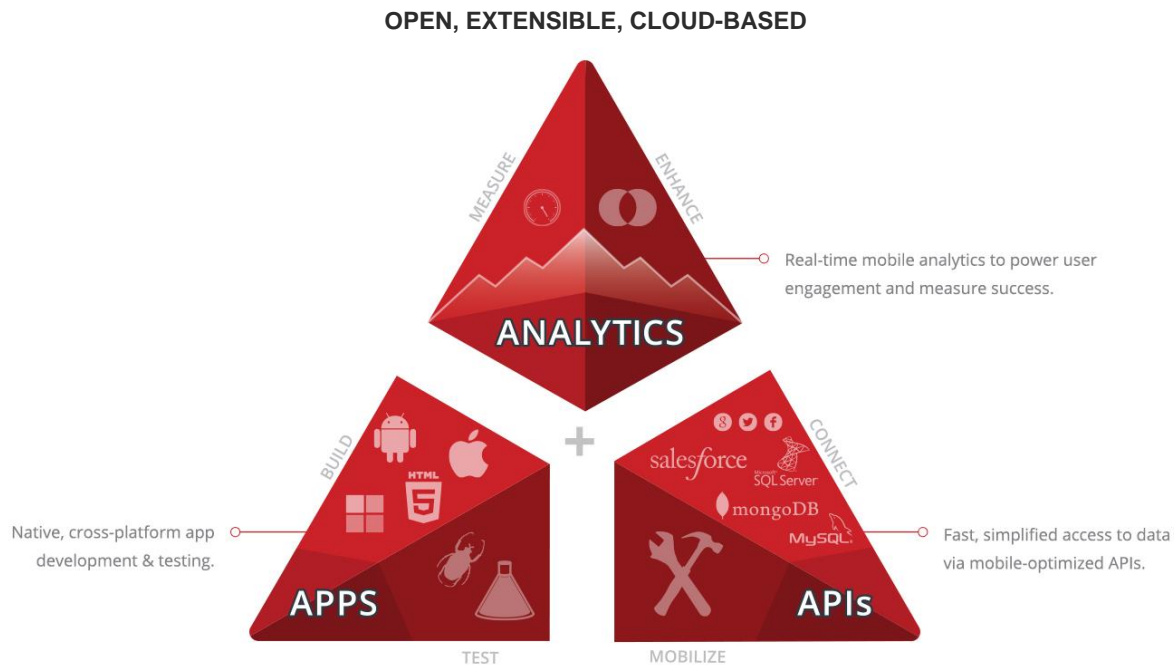 OPEN, EXTENSIBLE, CLOUD-BASED
MEASURE
ENHANCE
Real-time mobile analytics to power user
engagement and measure success.
ANALYTICS
BUILD
HTML
5
Native, cross-platform app
development & testing.
APPS
TEST
+
CONNECT
8
f
salesforce
Microsoft
SQL Server
mongoDB
MySQL
Fast, simplified access to data
via mobile-optimized APIs.
APIs
MOBILIZE